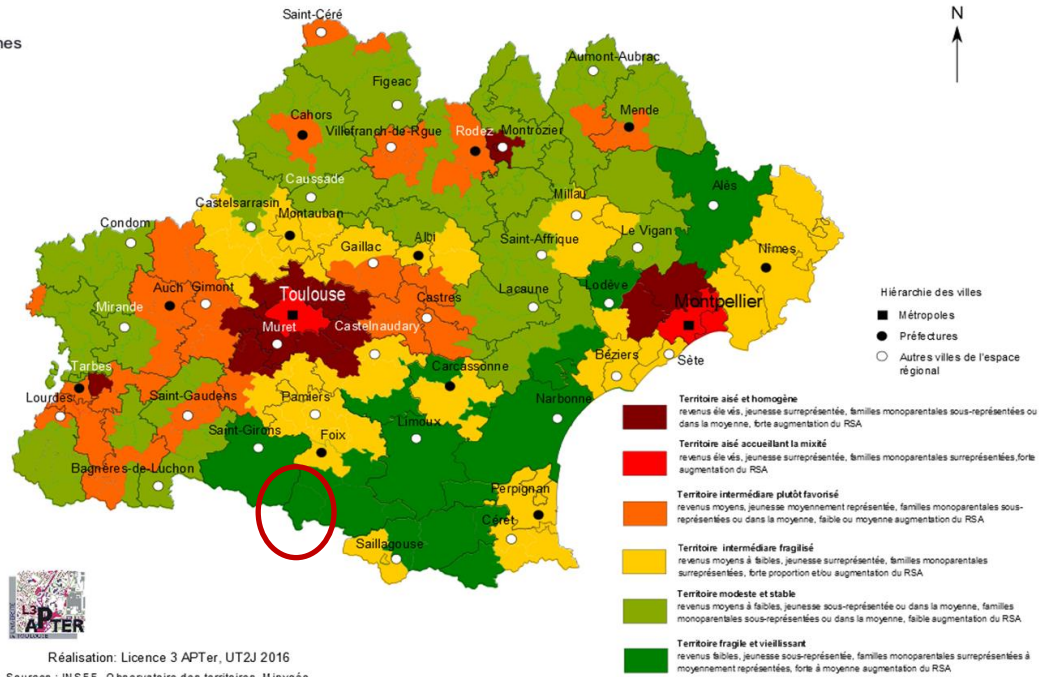 nes
N
Saint-Céré
Aumont-Aubrac
Figeac
Mende
Cahors
Villefranch-de-Rgue
Rodez
Montrozier
Caussade
Alès
Castelsarrasin
Millau
Montauban
Condom
Gaillac
Albi
Saint-Affrique
Le Vigan
Nîmes
Auch
Gimont
Toulouse
Castres
Lacaune
Lodève
Montpellier
Mirande
Muret
Castelnaudary
Tarbes
Carcassonne
Béziers
Sète
Lourdes
Saint-Gaudens
Pamiers
Narbonne
Saint-Girons
Foix
Limoux
Bagnères-de-Luchon
Perpignan
Céret
Saillagouse
Hiérarchie des villes
Métropoles
Préfectures
Autres villes de l'espace
régional
Territoire aisé et homogène
revenus élevés, jeunesse surreprésentée, familles monoparentales sous-représentées ou
dans la moyenne, forte augmentation du RSA
Territoire aisé accueillant la mixité
revenus élevés, jeunesse surreprésentée, familles monoparentales surreprésentées,forte
augmentation du RSA
Territoire intermédiare plutôt favorisé
revenus moyens, jeunesse moyennement représentée, familles monoparentales sous-
représentées ou dans la moyenne, faible ou moyenne augmentation du RSA
Territoire intermédiare fragilisé
revenus moyens à faibles, jeunesse surreprésentée, familles monoparentales
surreprésentées, forte proportion et/ou augmentation du RSA
Territoire modeste et stable
revenus moyens à faibles, jeunesse sous-représentée ou dans la moyenne, familles
monoparentales sous-représentées ou dans la moyenne, faible augmentation du RSA
Territoire fragile et vieillissant
revenus faibles, jeunesse sous-représentée, familles monoparentales surreprésentées à
moyennement représentées, forte à moyenne augmentation du RSA
L3
APTER
Réalisation: Licence 3 APTer, UT2J 2016
Sources : INSEE, Observatoire des territoires,